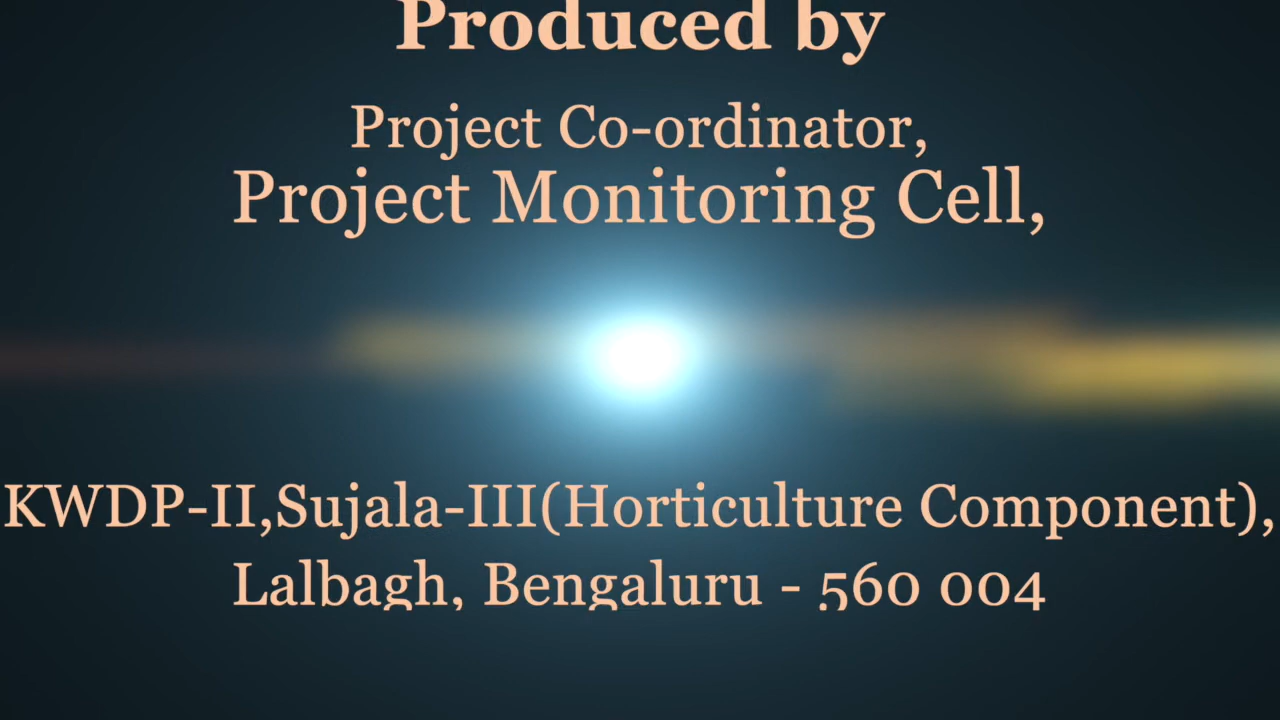 Produced by
Project Co-ordinator,
Project Monitoring Cell,
KWDP-II,Sujala-III(Horticulture Component),
Lalbagh, Bengaluru - 560 004